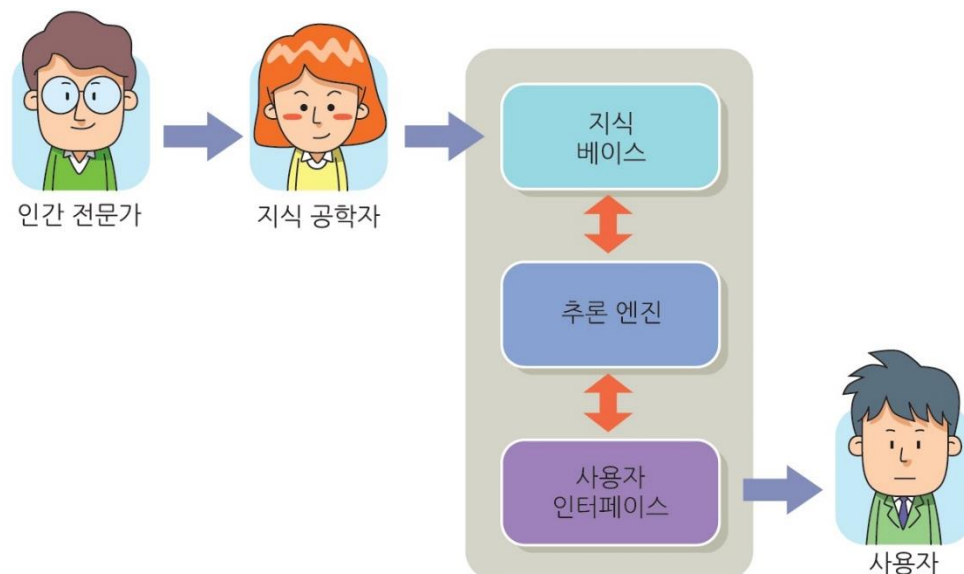 인간 전문가
지식 공학자
지식
베이스
추론 엔진
사용자
인터페이스
사용자